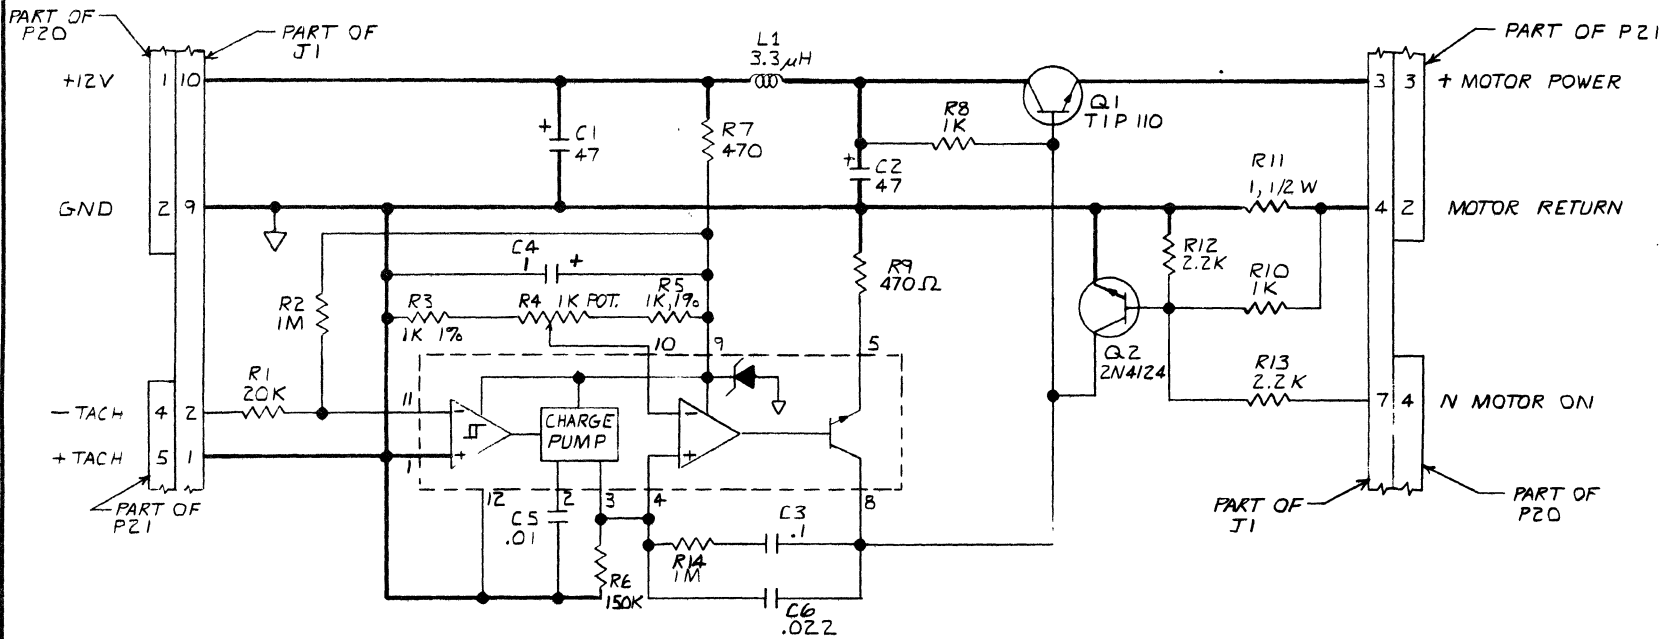 PART OF
P20
PART OF
J1
+12V
1 10
GND
2 9
- TACH
4 2
+ TACH
5 1
PART OF
P21
L1
3.3 μH
+ C1
47
R7
470
+ C2
47
R8
1K
Q1
TIP 110
R11
1, 1/2 W
PART OF P21
3 3
+ MOTOR POWER
4 2
MOTOR RETURN
R12
2.2K
R10
1K
R9
470Ω
Q2
2N4124
R13
2.2K
7 4
N MOTOR ON
PART OF
J1
PART OF
P20
C4
1 +
R2
1M
R3
1K 1%
R4 1K POT.
R5
1K, 1%
10 9 5
R1
20K
11
1
-
+
CHARGE
PUMP
-
+
12 2 3 4 8
C5
.01
R6
150K
R14
1M
C3
.1
C6
.022